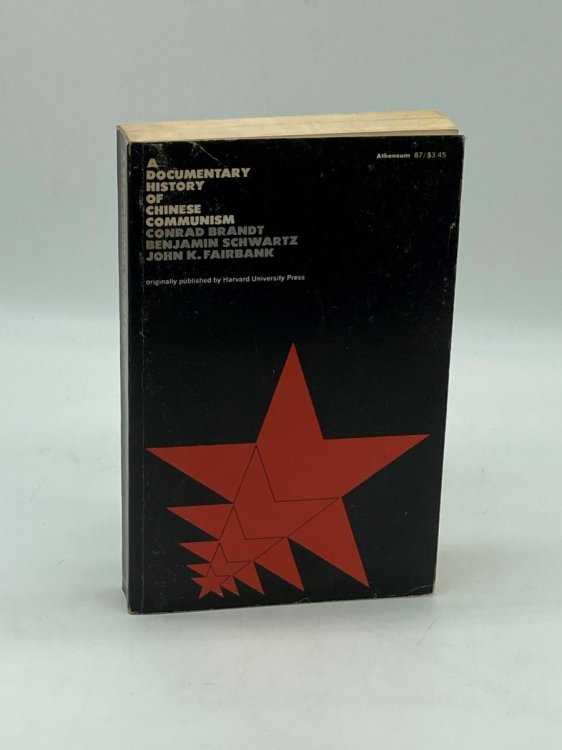 A
DOCUMENTARY
HISTORY
OF
CHINESE
COMMUNISM
CONRAD BRANDT
BENJAMIN SCHWARTZ
JOHN K. FAIRBANK
originally published by Harvard University Press
Atheneum 87/$3.45